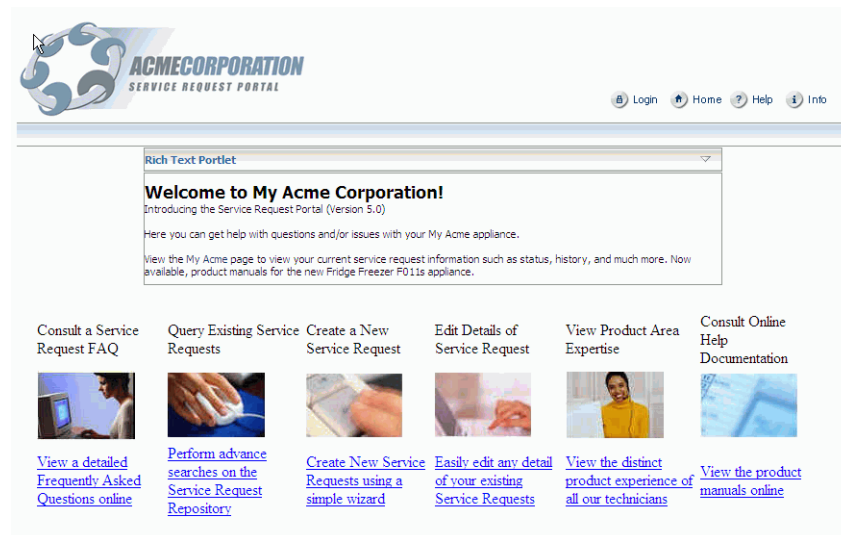 ACMECORPORATION
SERVICE REQUEST PORTAL
Login Home ? Help i Info
Rich Text Portlet
Welcome to My Acme Corporation!
Introducing the Service Request Portal (Version 5.0)
Here you can get help with questions and/or issues with your My Acme appliance.
View the My Acme page to view your current service request information such as status, history, and much more. Now
available, product manuals for the new Fridge Freezer F011s appliance.
Consult a Service
Request FAQ
Query Existing Service
Requests
Create a New
Service Request
Edit Details of
Service Request
View Product Area
Expertise
Consult Online
Help
Documentation
View a detailed
Frequently Asked
Questions online
Perform advance
searches on the
Service Request
Repository
Create New Service
Requests using a
simple wizard
Easily edit any detail
of your existing
Service Requests
View the distinct
product experience of
all our technicians
View the product
manuals online